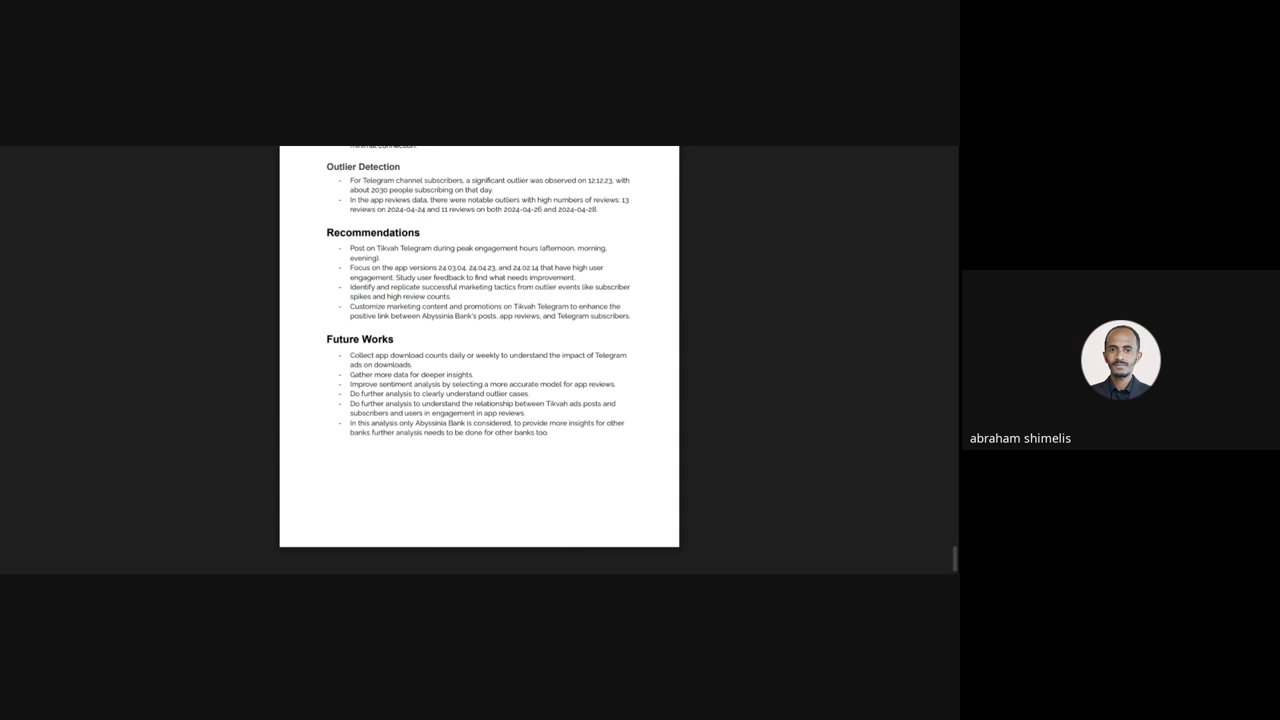 Outlier Detection
- For Telegram channel subscribers, a significant outlier was observed on 12.12.23, with
about 2030 people subscribing on that day.
- In the app reviews data, there were notable outliers with high numbers of reviews: 13
reviews on 2024-04-24 and 11 reviews on both 2024-04-26 and 2024-04-28.
Recommendations
- Post on Tikvah Telegram during peak engagement hours (afternoon, morning,
evening).
- Focus on the app versions 24.03.04, 24.04.23, and 24.02.14 that have high user
engagement. Study user feedback to find what needs improvement.
- Identify and replicate successful marketing tactics from outlier events like subscriber
spikes and high review counts.
- Customize marketing content and promotions on Tikvah Telegram to enhance the
positive link between Abyssinia Bank's posts, app reviews, and Telegram subscribers.
Future Works
- Collect app download counts daily or weekly to understand the impact of Telegram
ads on downloads.
- Gather more data for deeper insights.
- Improve sentiment analysis by selecting a more accurate model for app reviews.
- Do further analysis to clearly understand outlier cases.
- Do further analysis to understand the relationship between Tikvah ads posts and
subscribers and users in engagement in app reviews.
- In this analysis only Abyssinia Bank is considered, to provide more insights for other
banks further analysis needs to be done for other banks too.
abraham shimelis